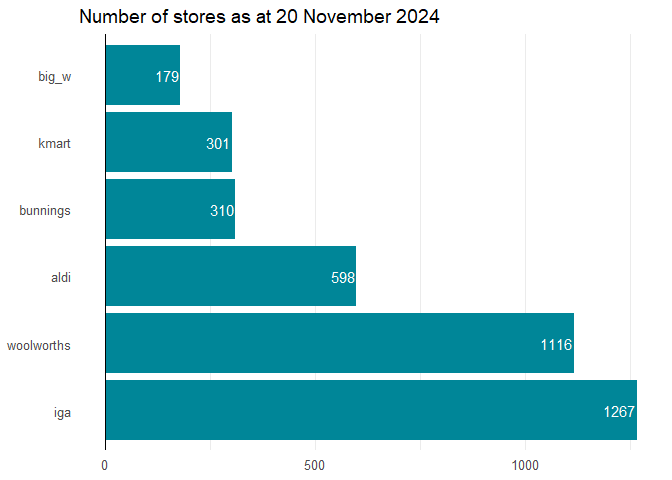 Number of stores as at 20 November 2024
big_w
179
kmart
301
bunnings
310
aldi
598
woolworths
1116
iga
1267
0
500
1000